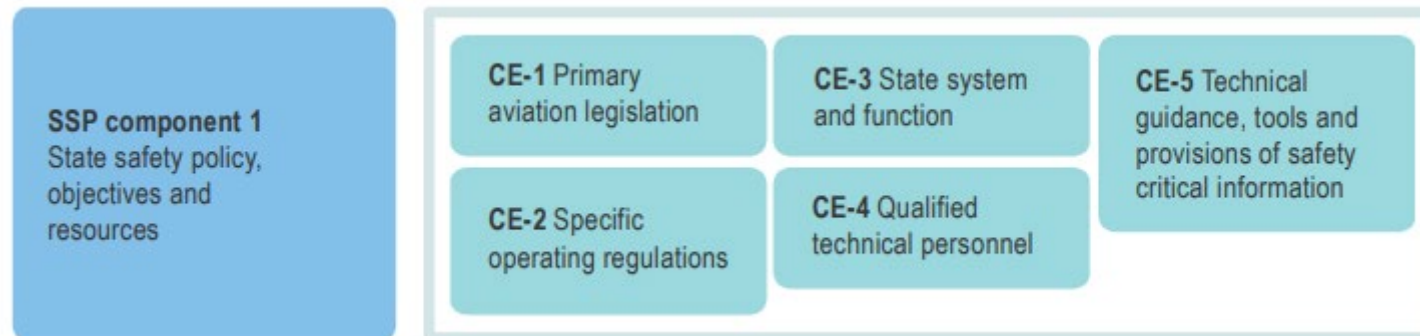 SSP component 1
State safety policy,
objectives and
resources
CE-1 Primary
aviation legislation
CE-2 Specific
operating regulations
CE-3 State system
and function
CE-4 Qualified
technical personnel
CE-5 Technical
guidance, tools and
provisions of safety
critical information